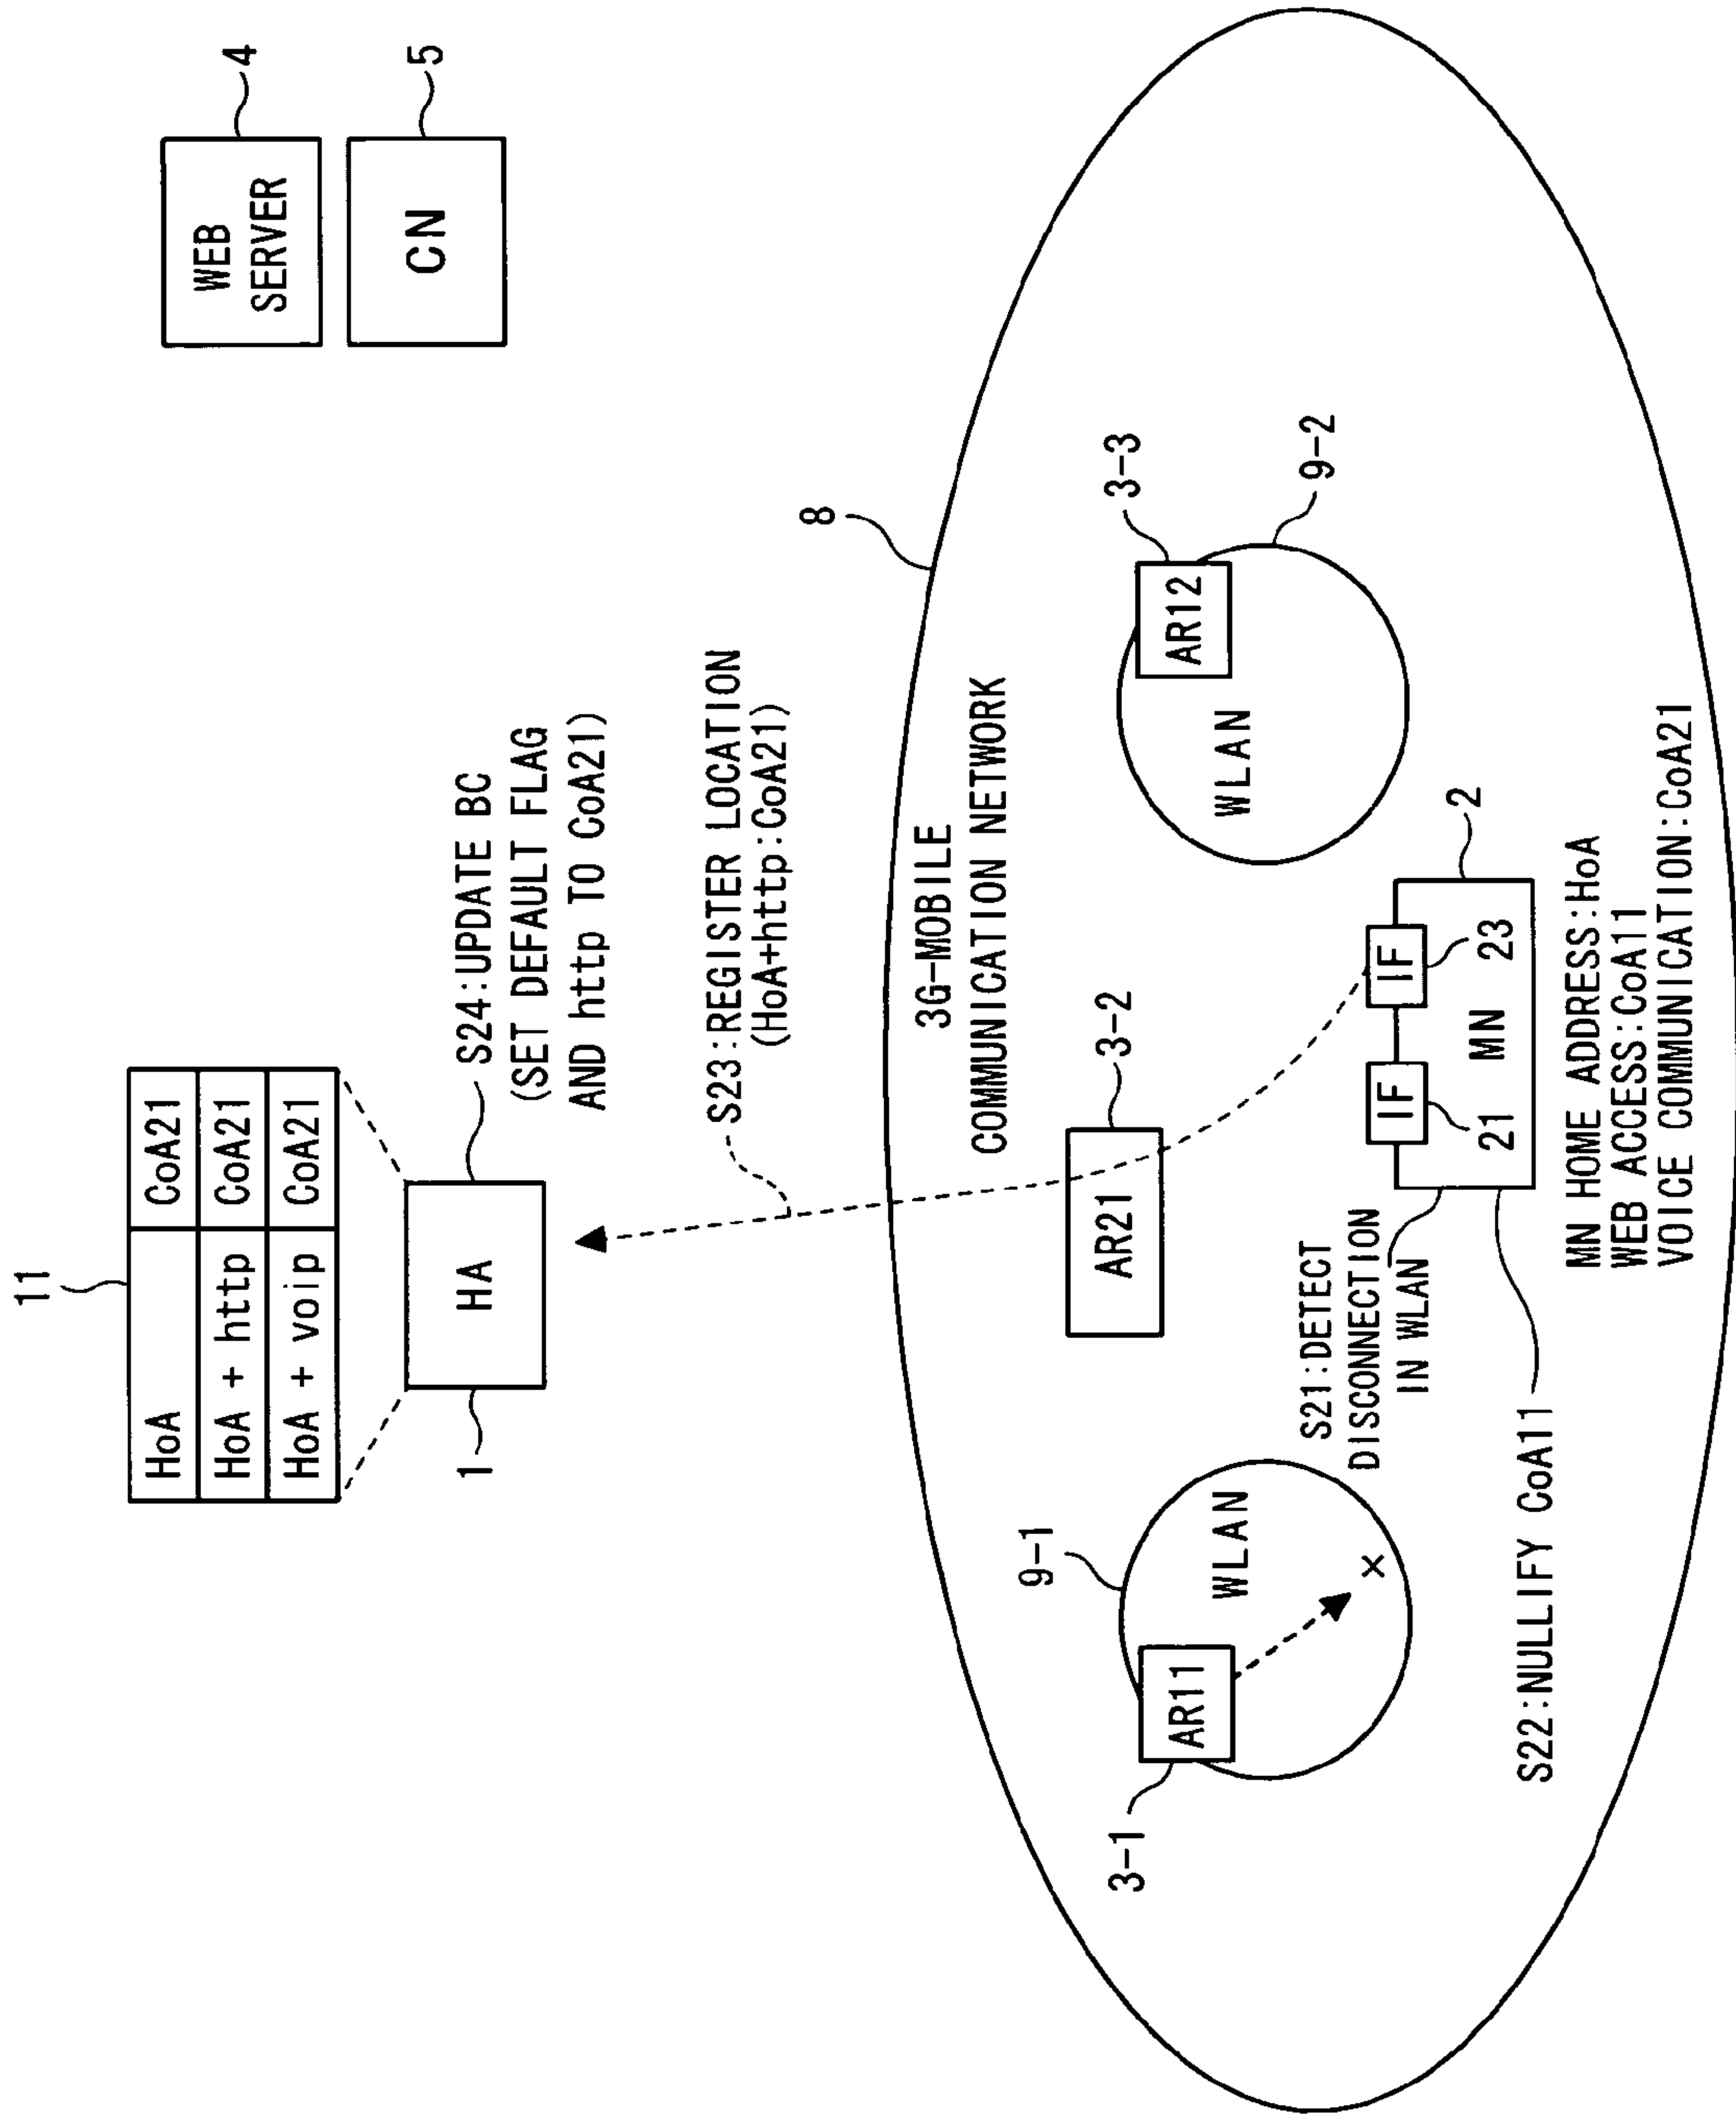 11
HoA CoA21
HoA + http CoA21
HoA + voip CoA21
1
HA
S24:UPDATE BC
(SET DEFAULT FLAG
AND http TO CoA21)
WEB
SERVER
4
CN
5
S23:REGISTER LOCATION
(HoA+http:CoA21)
8
3G-MOBILE
COMMUNICATION NETWORK
9-1
3-1
AR11
WLAN
AR21
3-2
3-3
AR12
9-2
WLAN
S21:DETECT
DISCONNECTION
IN WLAN
IF
IF
21
MN
23
2
S22:NULLIFY CoA11
MN HOME ADDRESS:HoA
WEB ACCESS:CoA11
VOICE COMMUNICATION:CoA21